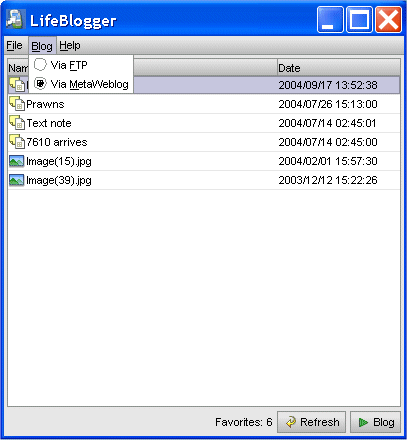 LifeBlogger
File Blog Help
Via FTP
Via MetaWeblog
Date
2004/09/17 13:52:38
Prawns 2004/07/26 15:13:00
Text note 2004/07/14 02:45:01
7610 arrives 2004/07/14 02:45:00
Image(15).jpg 2004/02/01 15:57:30
Image(39).jpg 2003/12/12 15:22:26
Favorites: 6 Refresh Blog